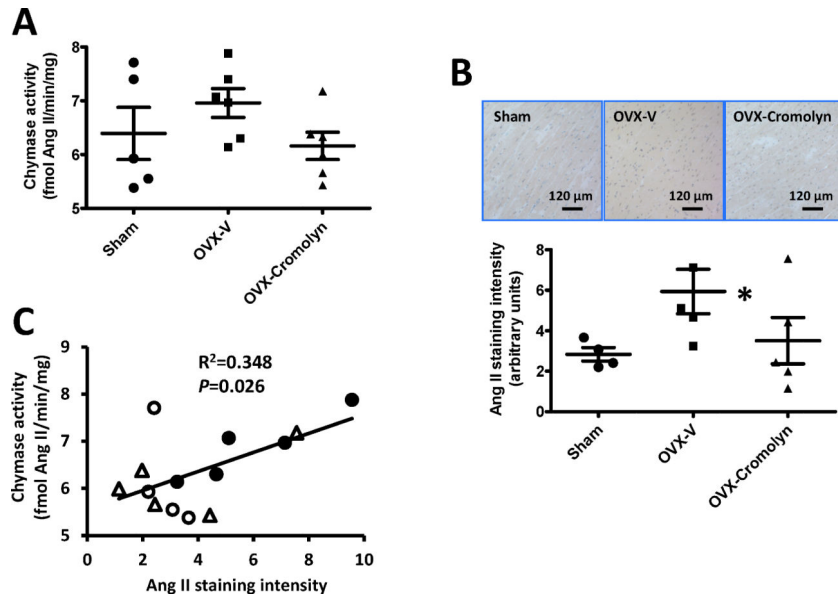 A
Chymase activity
(fmol Ang II/min/mg)
8
7
6
5
Sham
OVX-V
OVX-Cromolyn
B
Sham
OVX-V
OVX-Cromolyn
120 µm
120 µm
120 µm
Ang II staining intensity
(arbitrary units)
8
6
4
2
0
*
Sham
OVX-V
OVX-Cromolyn
C
Chymase activity
(fmol Ang II/min/mg)
9
8
7
6
5
R²=0.348
P=0.026
0 2 4 6 8 10
Ang II staining intensity